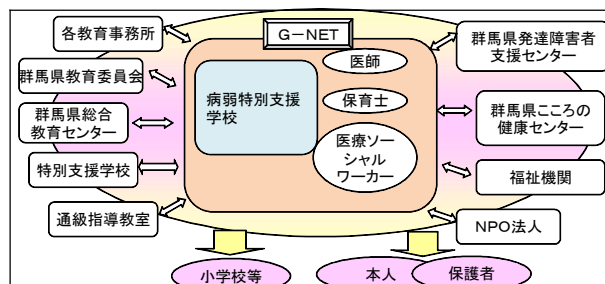 G－NET
各教育事務所
群馬県教育委員会
群馬県総合
教育センター
特別支援学校
通級指導教室
病弱特別支援
学校
医師
保育士
医療ソー
シャル
ワーカー
群馬県発達障害者
支援センター
群馬県こころの
健康センター
福祉機関
NPO法人
小学校等
本人
保護者